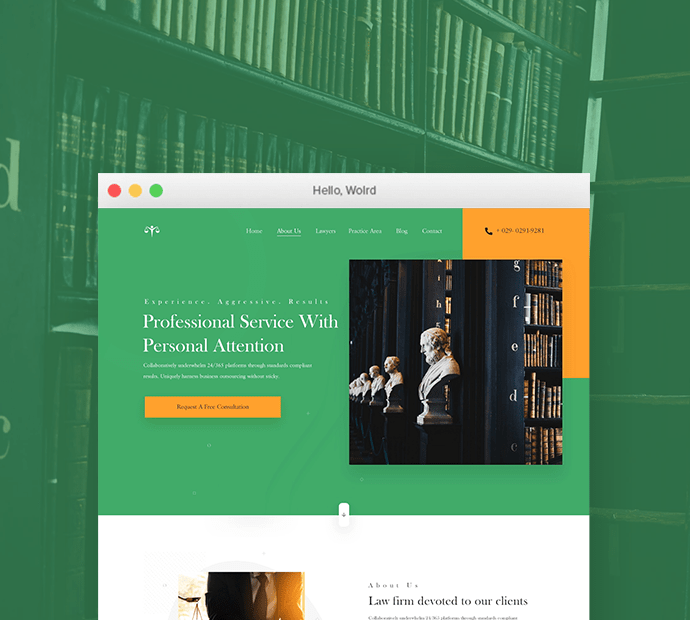 Hello, Wolrd
Home About Us Lawyers Practice Area Blog Contact + 029- 0291-9281
Experience. Aggressive. Results
Professional Service With
Personal Attention
Collaboratively underwhelm 24/365 platforms through standards compliant
results. Uniquely harness business outsourcing without
Request A Free Consultation
h
g
f
e
d
c
d
c
About Us
Law firm devoted to our clients
Collaboratively underwhelm 24/365 platforms through standards compliant